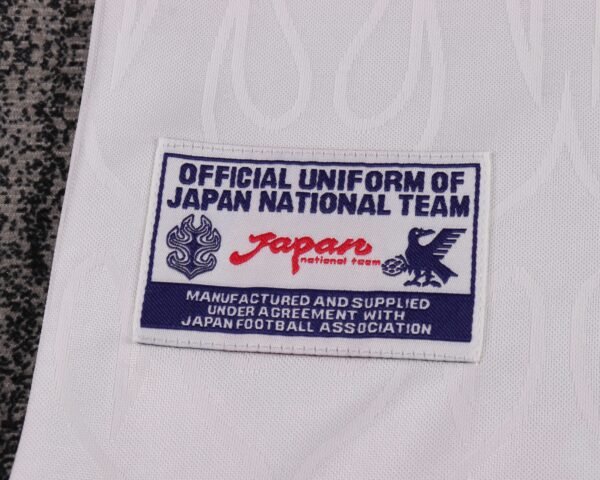 OFFICIAL UNIFORM OF
JAPAN NATIONAL TEAM
Japan
national team
MANUFACTURED AND SUPPLIED
UNDER AGREEMENT WITH
JAPAN FOOTBALL ASSOCIATION